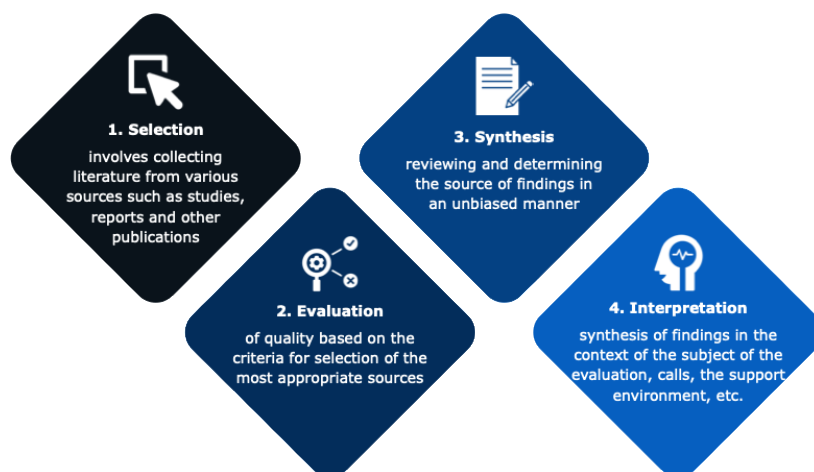 1. Selection
involves collecting
literature from various
sources such as studies,
reports and other
publications
2. Evaluation
of quality based on the
criteria for selection of the
most appropriate sources
3. Synthesis
reviewing and determining
the source of findings in
an unbiased manner
4. Interpretation
synthesis of findings in the
context of the subject of the
evaluation, calls, the support
environment, etc.